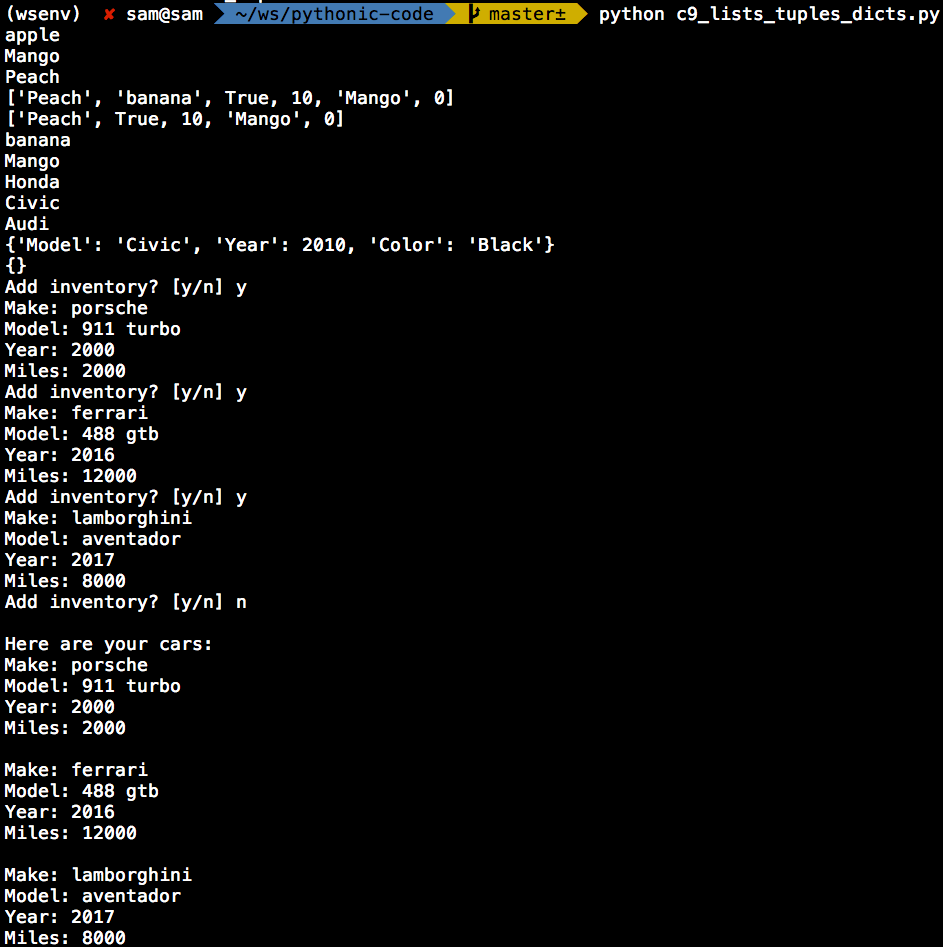 (wsenv) ✘ sam@sam ~/ws/pythonic-code master± python c9_lists_tuples_dicts.py
apple
Mango
Peach
['Peach', 'banana', True, 10, 'Mango', 0]
['Peach', True, 10, 'Mango', 0]
banana
Mango
Honda
Civic
Audi
{'Model': 'Civic', 'Year': 2010, 'Color': 'Black'}
{}
Add inventory? [y/n] y
Make: porsche
Model: 911 turbo
Year: 2000
Miles: 2000
Add inventory? [y/n] y
Make: ferrari
Model: 488 gtb
Year: 2016
Miles: 12000
Add inventory? [y/n] y
Make: lamborghini
Model: aventador
Year: 2017
Miles: 8000
Add inventory? [y/n] n

Here are your cars:
Make: porsche
Model: 911 turbo
Year: 2000
Miles: 2000

Make: ferrari
Model: 488 gtb
Year: 2016
Miles: 12000

Make: lamborghini
Model: aventador
Year: 2017
Miles: 8000